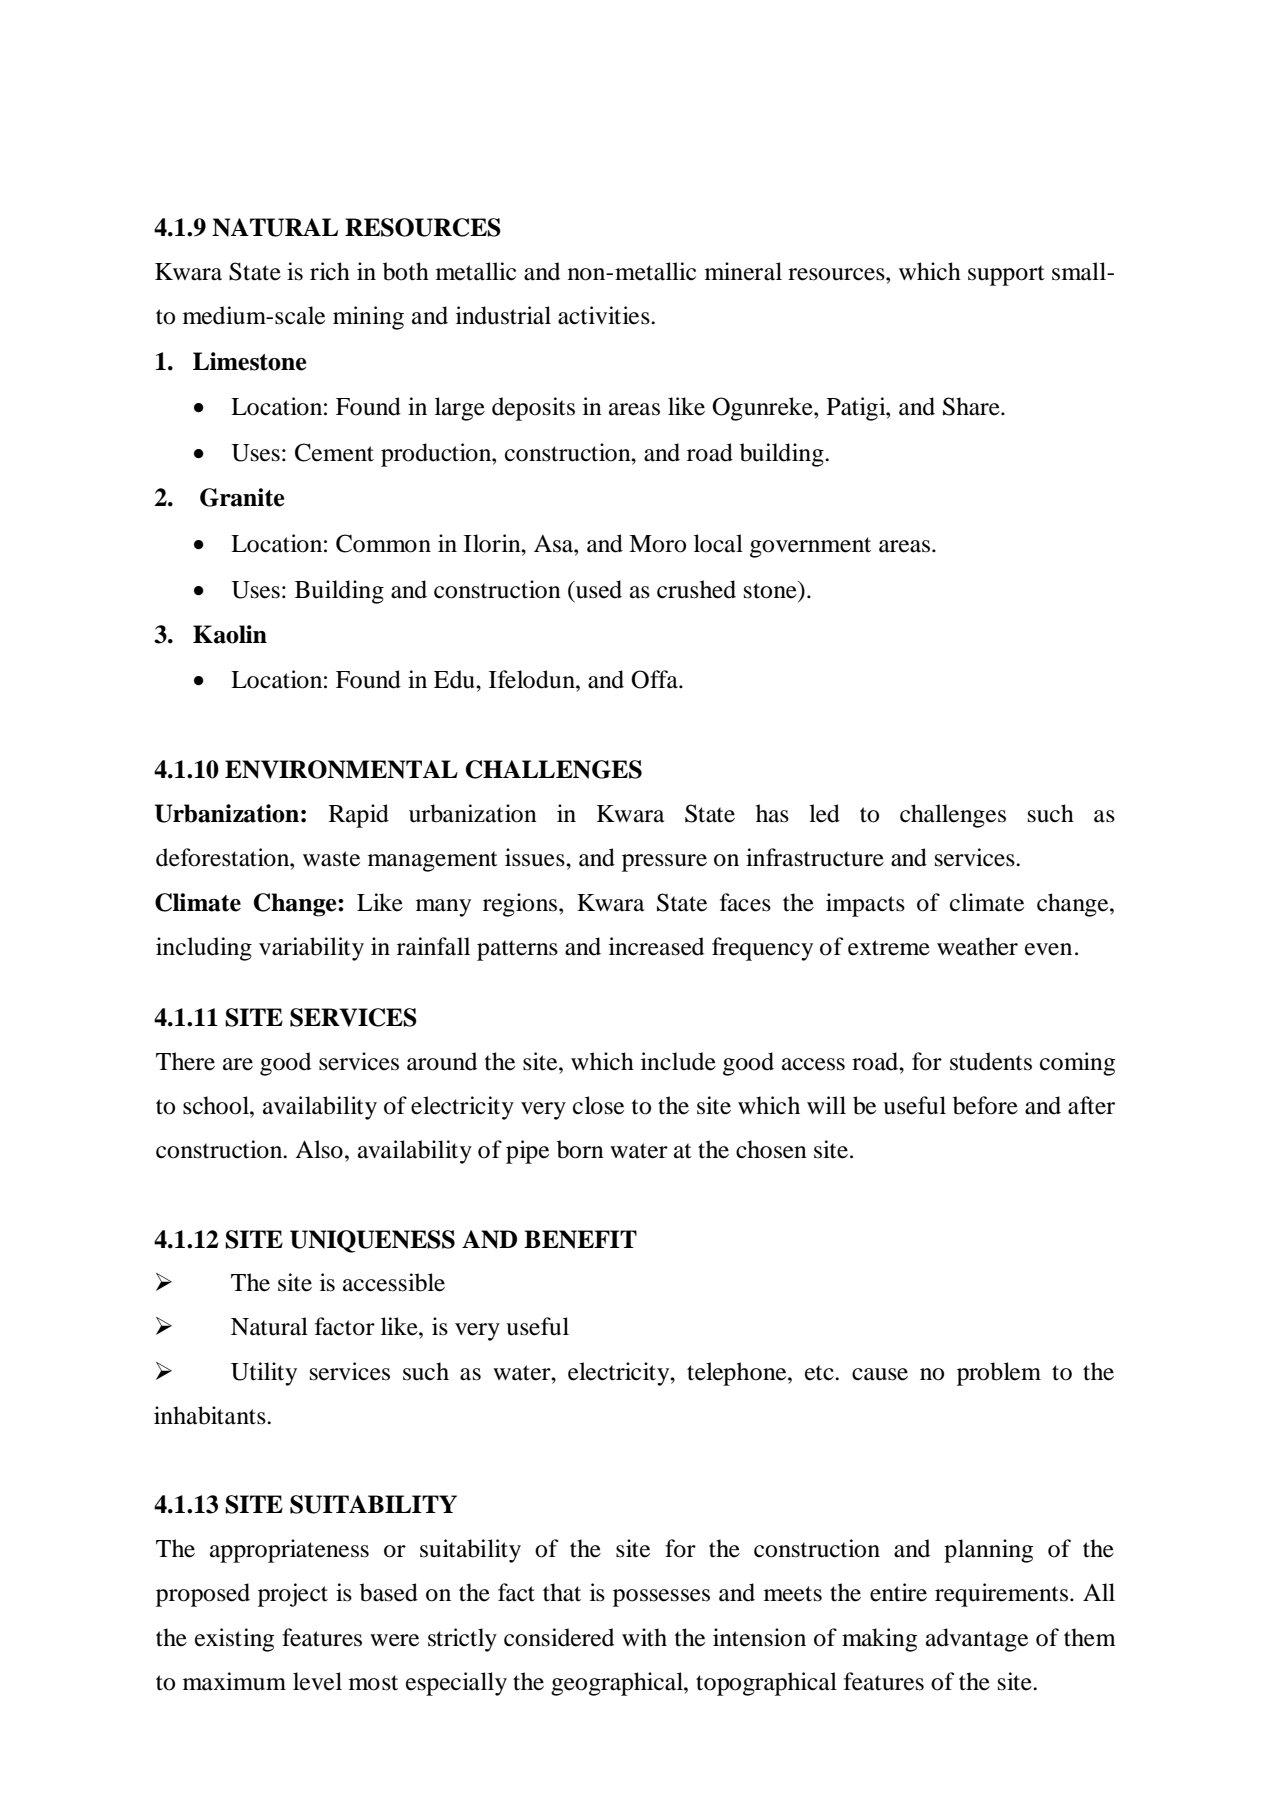 4.1.9 NATURAL RESOURCES
Kwara State is rich in both metallic and non-metallic mineral resources, which support small-
to medium-scale mining and industrial activities.
1. Limestone
• Location: Found in large deposits in areas like Ogunreke, Patigi, and Share.
• Uses: Cement production, construction, and road building.
2. Granite
• Location: Common in Ilorin, Asa, and Moro local government areas.
• Uses: Building and construction (used as crushed stone).
3. Kaolin
• Location: Found in Edu, Ifelodun, and Offa.
4.1.10 ENVIRONMENTAL CHALLENGES
Urbanization: Rapid urbanization in Kwara State has led to challenges such as
deforestation, waste management issues, and pressure on infrastructure and services.
Climate Change: Like many regions, Kwara State faces the impacts of climate change,
including variability in rainfall patterns and increased frequency of extreme weather even.
4.1.11 SITE SERVICES
There are good services around the site, which include good access road, for students coming
to school, availability of electricity very close to the site which will be useful before and after
construction. Also, availability of pipe born water at the chosen site.
4.1.12 SITE UNIQUENESS AND BENEFIT
➢ The site is accessible
➢ Natural factor like, is very useful
➢ Utility services such as water, electricity, telephone, etc. cause no problem to the
inhabitants.
4.1.13 SITE SUITABILITY
The appropriateness or suitability of the site for the construction and planning of the
proposed project is based on the fact that is possesses and meets the entire requirements. All
the existing features were strictly considered with the intension of making advantage of them
to maximum level most especially the geographical, topographical features of the site.